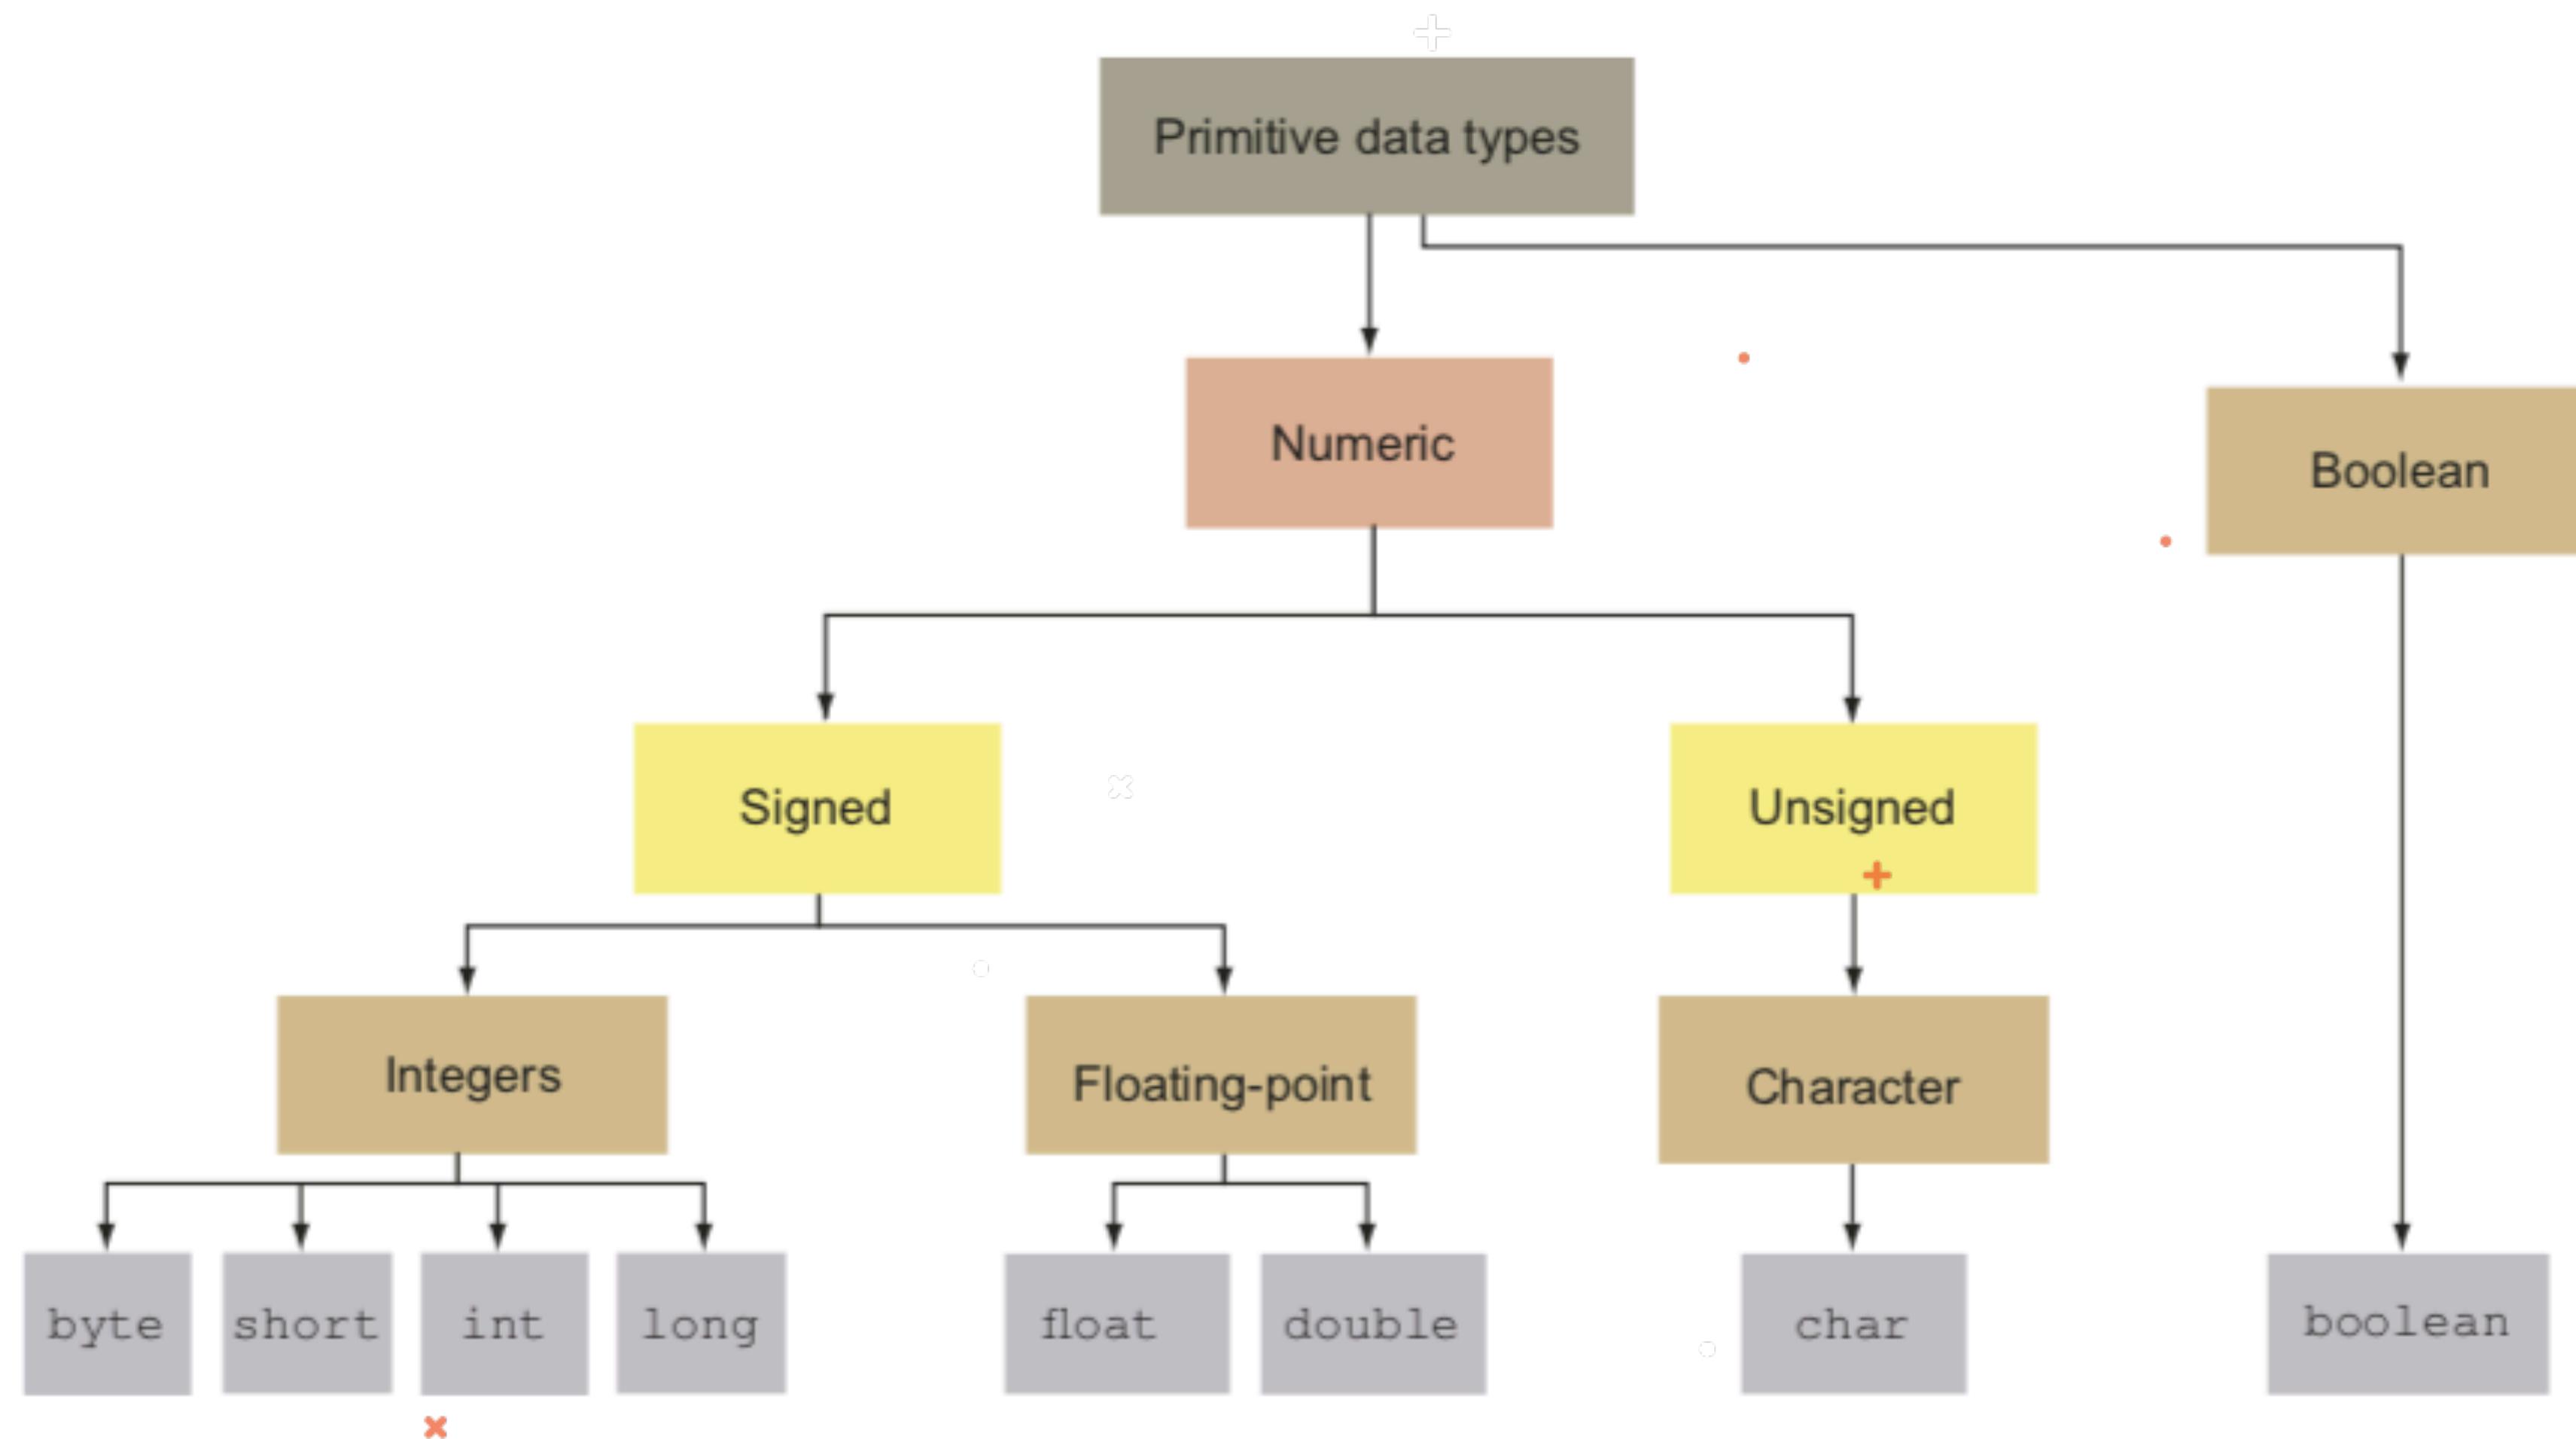 Primitive data types
Numeric
Boolean
Signed
Unsigned
Integers
Floating-point
Character
byte
short
int
long
float
double
char
boolean